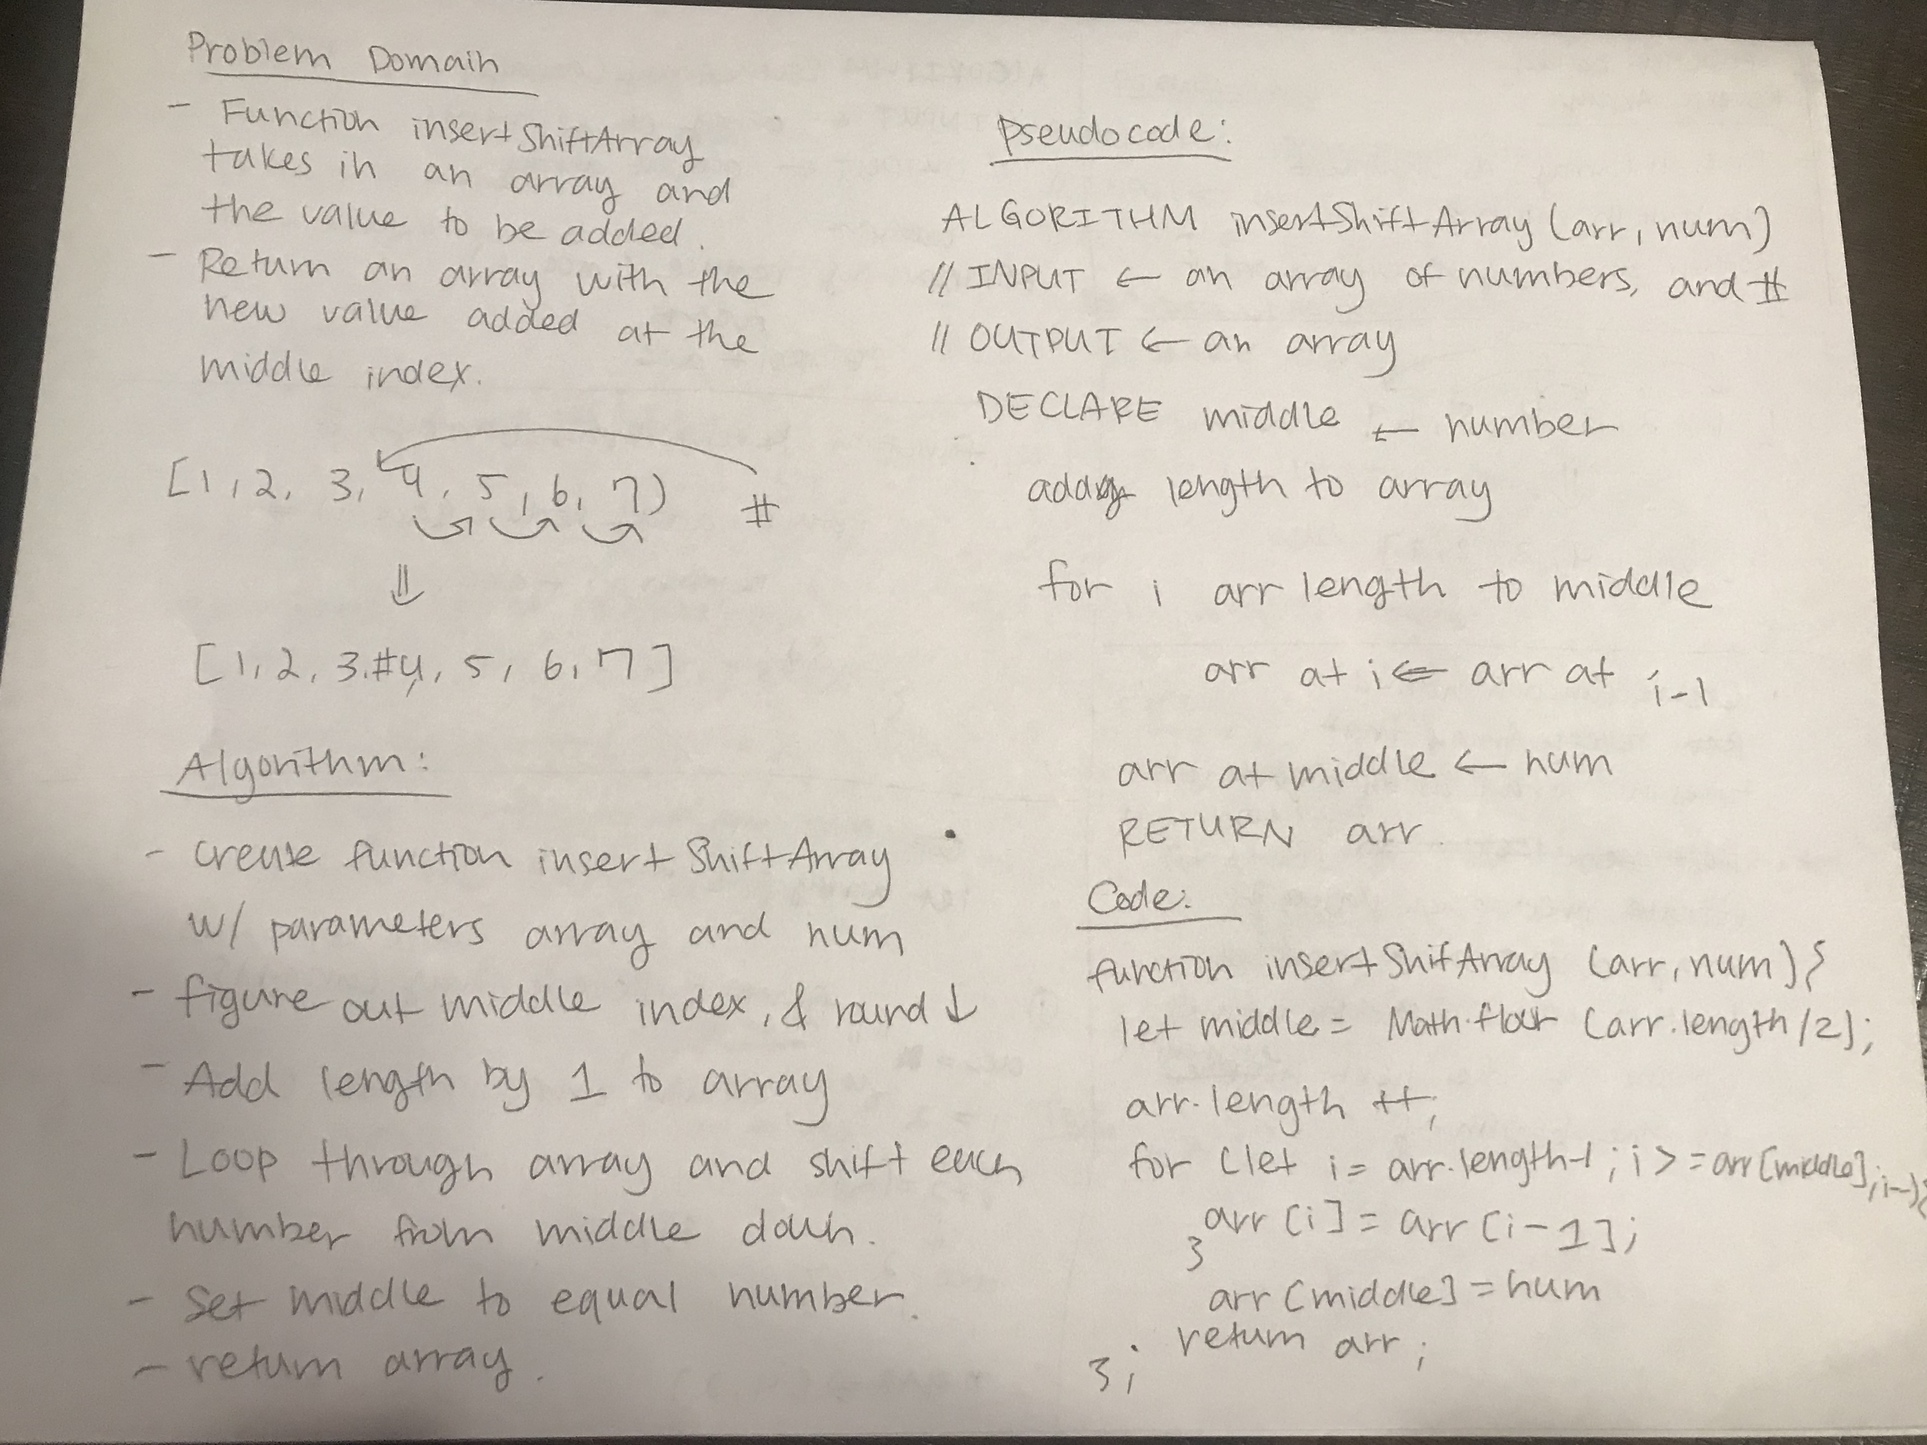 Problem Domain
- Function insertShiftArray
takes in an array and
the value to be added.
- Return an array with the
new value added at the
middle index.
[1, 2, 3, 4, 5, 6, 7) #
⇓
[1, 2, 3.#4, 5, 6, 7]
Algorithm:
- create function insertShiftArray
w/ parameters array and num
- figure out middle index, & round ↓
- Add length by 1 to array
- Loop through array and shift each
number from middle down.
- Set middle to equal number.
- return array.
Pseudocode:
ALGORITHM insertShiftArray (arr, num)
// INPUT ← an array of numbers, and #
// OUTPUT ← an array
DECLARE middle ← number
add length to array
for i arr length to middle
arr at i ⇐ arr at i-1
arr at middle ← num
RETURN arr.
Code:
function insertShifArray (arr, num) {
let middle = Math.floor (arr.length/2);
arr.length ++;
for (let i = arr.length-1; i >= arr[middle]; i--) {
arr [i] = arr [i-1];
}
arr [middle] = num
return arr;
};